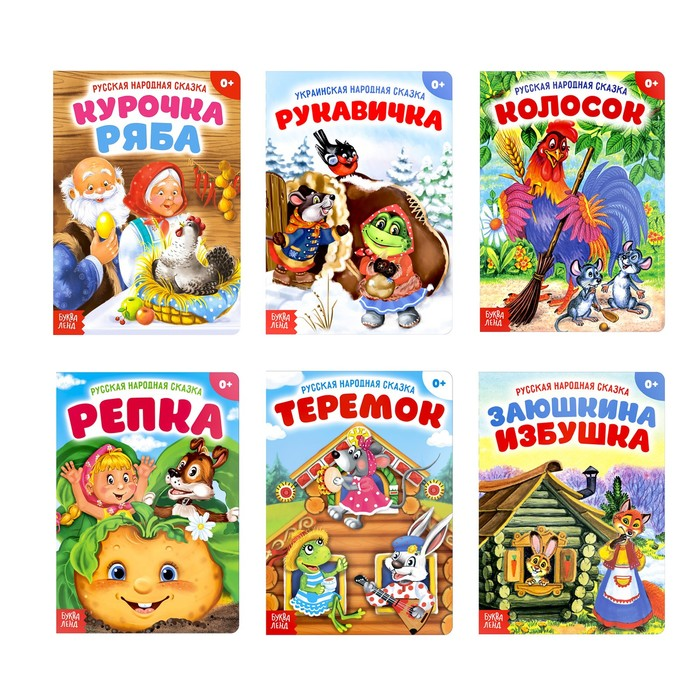 РУССКАЯ НАРОДНАЯ СКАЗКА
0+
КУРОЧКА
РЯБА
БУКВА
ЛЕНД
УКРАИНСКАЯ НАРОДНАЯ СКАЗКА
0+
РУКАВИЧКА
БУКВА
ЛЕНД
РУССКАЯ НАРОДНАЯ СКАЗКА
0+
КОЛОСОК
БУКВА
ЛЕНД
РУССКАЯ НАРОДНАЯ СКАЗКА
0+
РЕПКА
БУКВА
ЛЕНД
РУССКАЯ НАРОДНАЯ СКАЗКА
0+
ТЕРЕМОК
БУКВА
ЛЕНД
РУССКАЯ НАРОДНАЯ СКАЗКА
0+
ЗАЮШКИНА
ИЗБУШКА
БУКВА
ЛЕНД